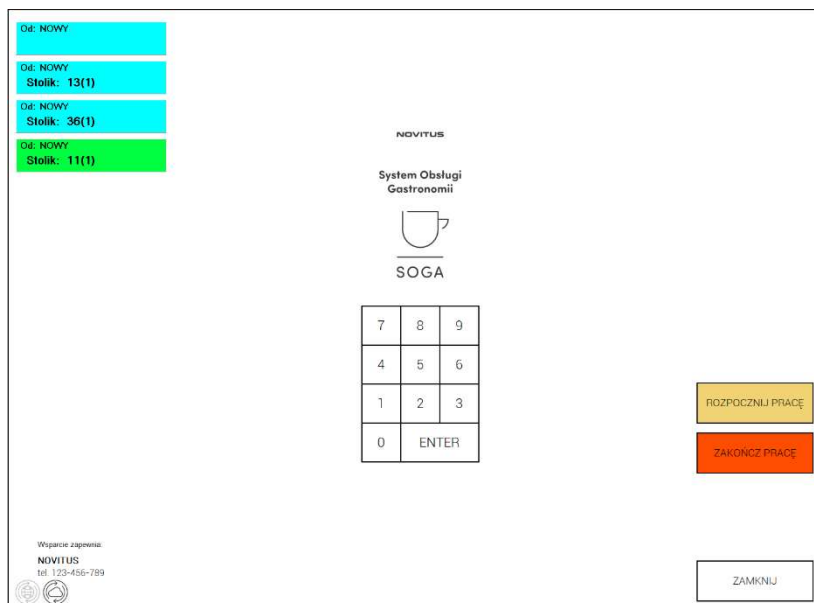 Od: NOWY
Od: NOWY
Stolik: 13(1)
Od: NOWY
Stolik: 36(1)
Od: NOWY
Stolik: 11(1)
NOVITUS
System Obsługi
Gastronomii
SOGA
7 8 9
4 5 6
1 2 3
0 ENTER
ROZPOCZNIJ PRACĘ
ZAKOŃCZ PRACĘ
Wsparcie zapewnia:
NOVITUS
tel. 123-456-789
ZAMKNIJ